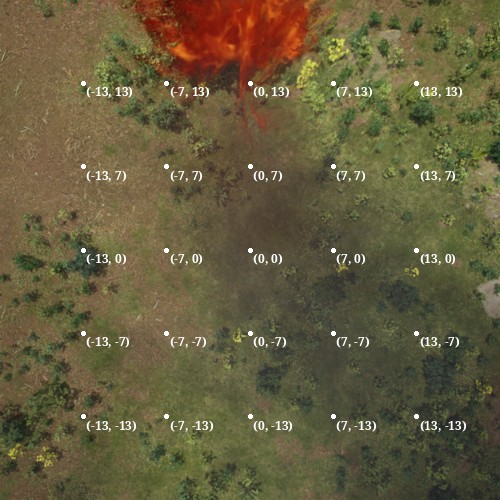 (-13, 13) (-7, 13) (0, 13) (7, 13) (13, 13)
(-13, 7) (-7, 7) (0, 7) (7, 7) (13, 7)
(-13, 0) (-7, 0) (0, 0) (7, 0) (13, 0)
(-13, -7) (-7, -7) (0, -7) (7, -7) (13, -7)
(-13, -13) (-7, -13) (0, -13) (7, -13) (13, -13)